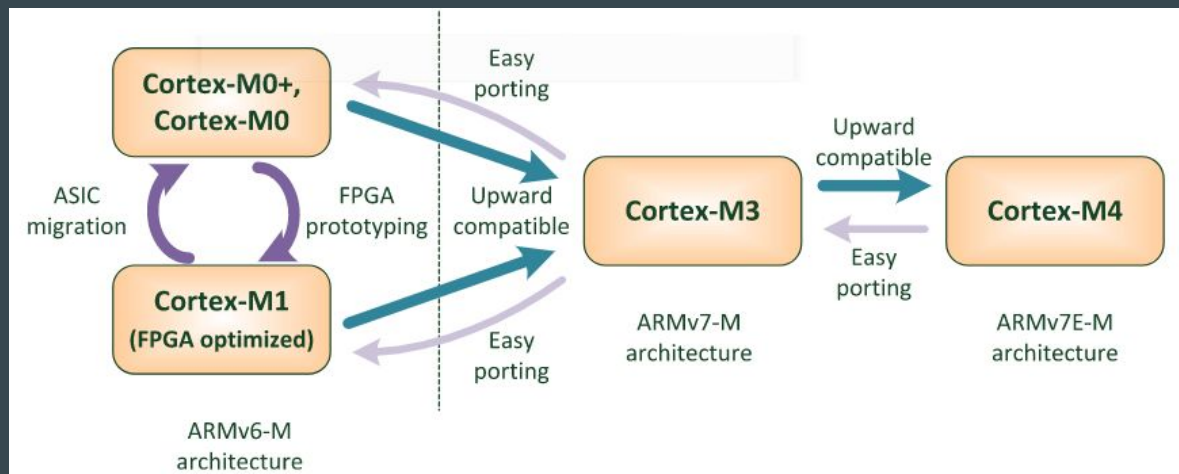 Cortex-M0+,
Cortex-M0
Easy
porting
Upward
compatible
ASIC
migration
FPGA
prototyping
Upward
compatible
Cortex-M3
Cortex-M4
Easy
porting
Cortex-M1
(FPGA optimized)
Easy
porting
ARMv7-M
architecture
ARMv7E-M
architecture
ARMv6-M
architecture